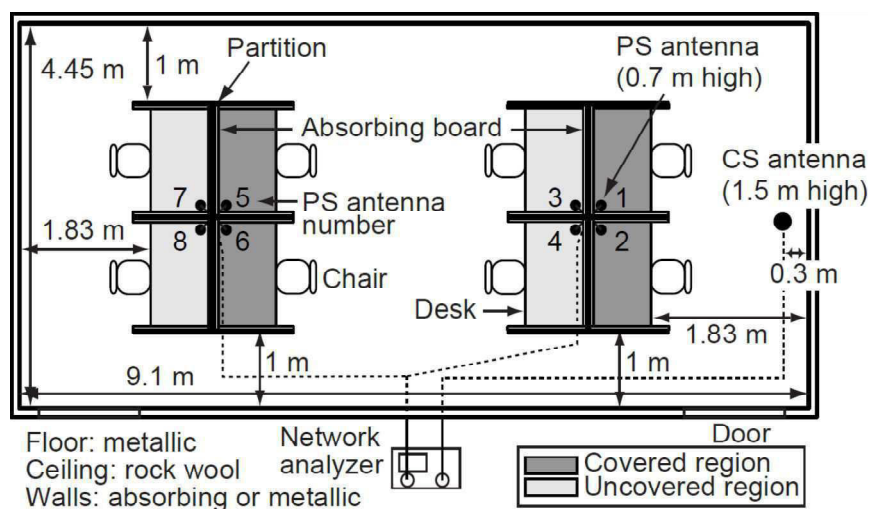 Partition
PS antenna
(0.7 m high)
4.45 m
1 m
Absorbing board
CS antenna
(1.5 m high)
7
5
PS antenna
number
3
1
1.83 m
8
6
4
2
0.3 m
Chair
Desk
1.83 m
1 m
1 m
9.1 m
Floor: metallic
Ceiling: rock wool
Walls: absorbing or metallic
Network
analyzer
Door
Covered region
Uncovered region